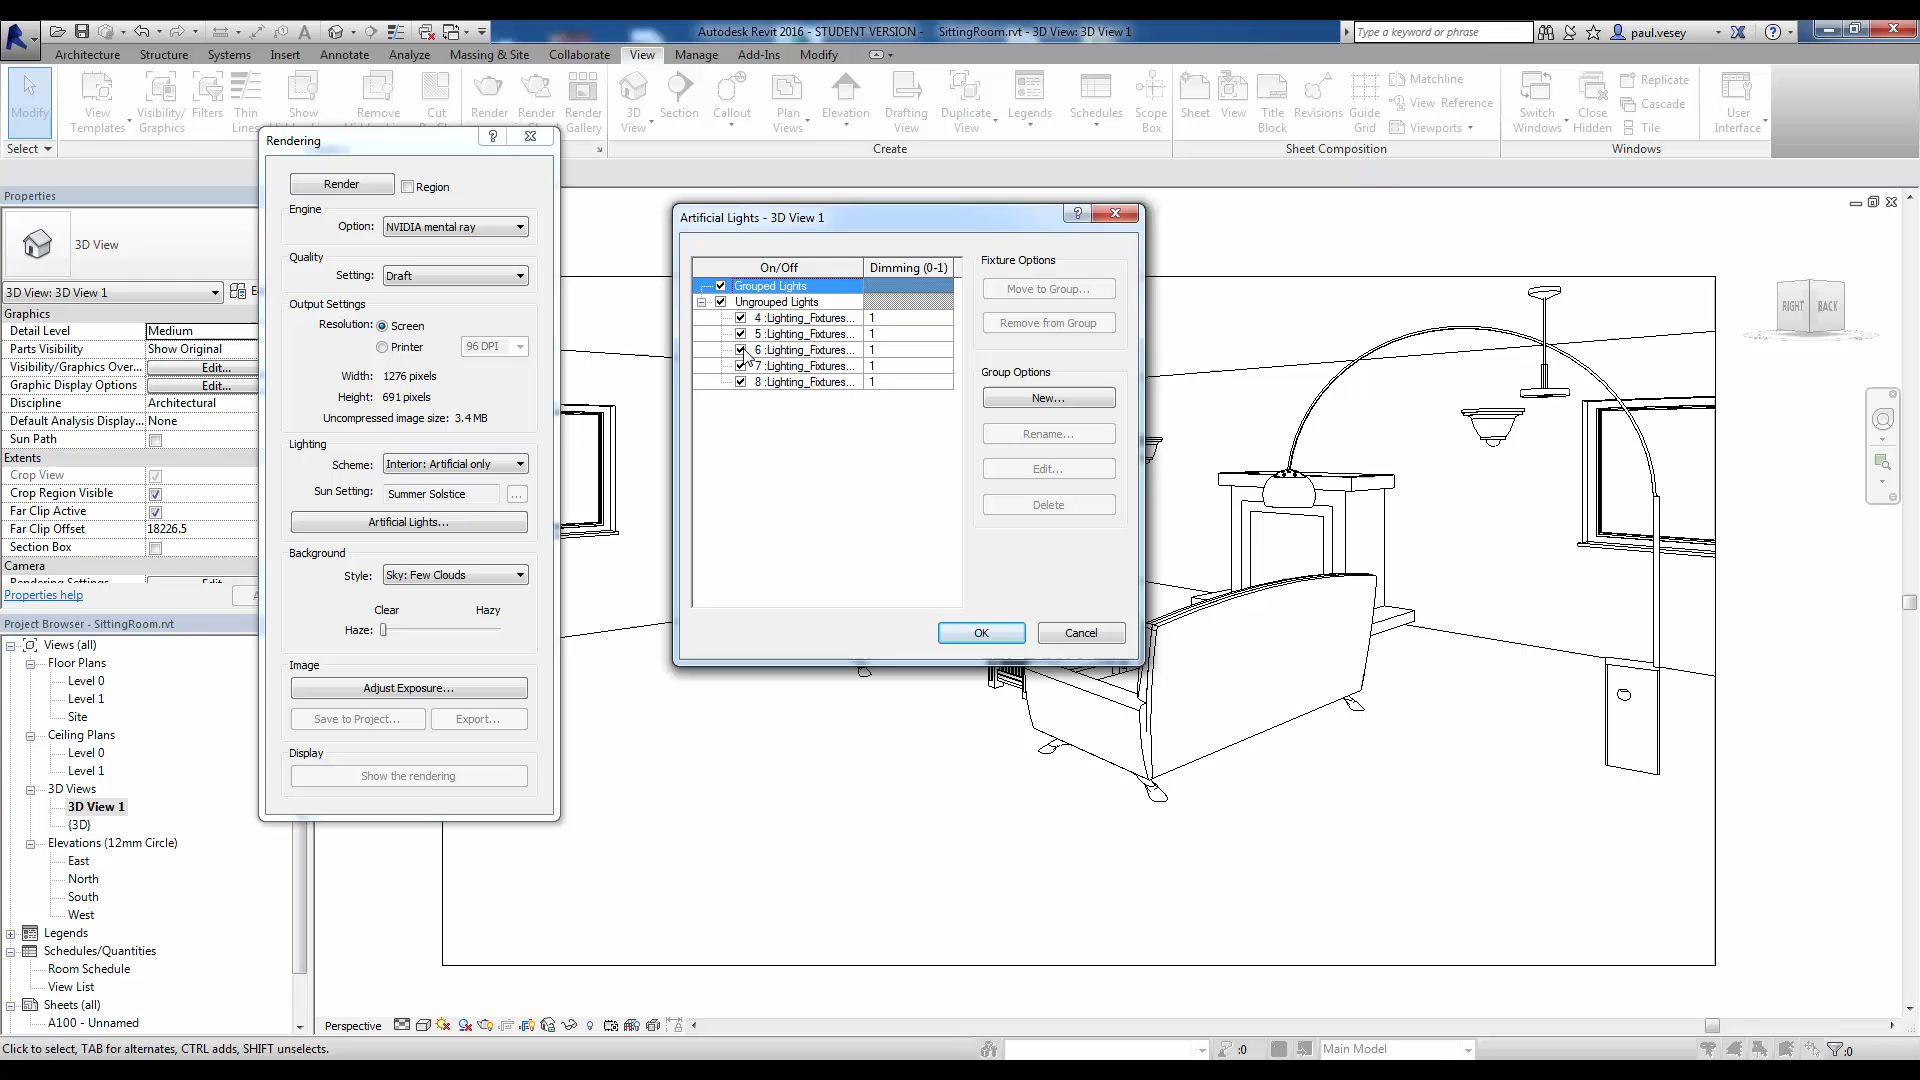 Autodesk Revit 2016 - STUDENT VERSION - SittingRoom.rvt - 3D View: 3D View 1
Type a keyword or phrase
paul.vesey
Architecture Structure Systems Insert Annotate Analyze Massing & Site Collaborate View Manage Add-Ins Modify
Modify
View Templates
Visibility/ Graphics
Filters
Thin Lines
Show
Remove
Cut
Render
Render
Render Gallery
3D View
Section
Callout
Plan Views
Elevation
Drafting View
Duplicate View
Legends
Schedules
Scope Box
Sheet
View
Title Block
Revisions
Guide Grid
Matchline
View Reference
Viewports
Switch Windows
Close Hidden
Replicate
Cascade
Tile
User Interface
Select
Create
Sheet Composition
Windows
Properties
3D View
3D View: 3D View 1
Graphics
Detail Level Medium
Parts Visibility Show Original
Visibility/Graphics Over... Edit...
Graphic Display Options Edit...
Discipline Architectural
Default Analysis Display... None
Sun Path
Extents
Crop View
Crop Region Visible
Far Clip Active
Far Clip Offset 18226.5
Section Box
Camera
Rendering Settings Edit...
Properties help
Project Browser - SittingRoom.rvt
Views (all)
Floor Plans
Level 0
Level 1
Site
Ceiling Plans
Level 0
Level 1
3D Views
3D View 1
{3D}
Elevations (12mm Circle)
East
North
South
West
Legends
Schedules/Quantities
Room Schedule
View List
Sheets (all)
A100 - Unnamed
Rendering
Render
Region
Engine
Option: NVIDIA mental ray
Quality
Setting: Draft
Output Settings
Resolution: Screen
Printer 96 DPI
Width: 1276 pixels
Height: 691 pixels
Uncompressed image size: 3.4 MB
Lighting
Scheme: Interior: Artificial only
Sun Setting: Summer Solstice ...
Artificial Lights...
Background
Style: Sky: Few Clouds
Clear Hazy
Haze:
Image
Adjust Exposure...
Save to Project... Export...
Display
Show the rendering
Artificial Lights - 3D View 1
On/Off Dimming (0-1)
Grouped Lights
Ungrouped Lights
4 :Lighting_Fixtures... 1
5 :Lighting_Fixtures... 1
6 :Lighting_Fixtures... 1
7 :Lighting_Fixtures... 1
8 :Lighting_Fixtures... 1
Fixture Options
Move to Group...
Remove from Group
Group Options
New...
Rename...
Edit...
Delete
OK Cancel
RIGHT BACK
Perspective
Click to select, TAB for alternates, CTRL adds, SHIFT unselects.
:0
Main Model
:0